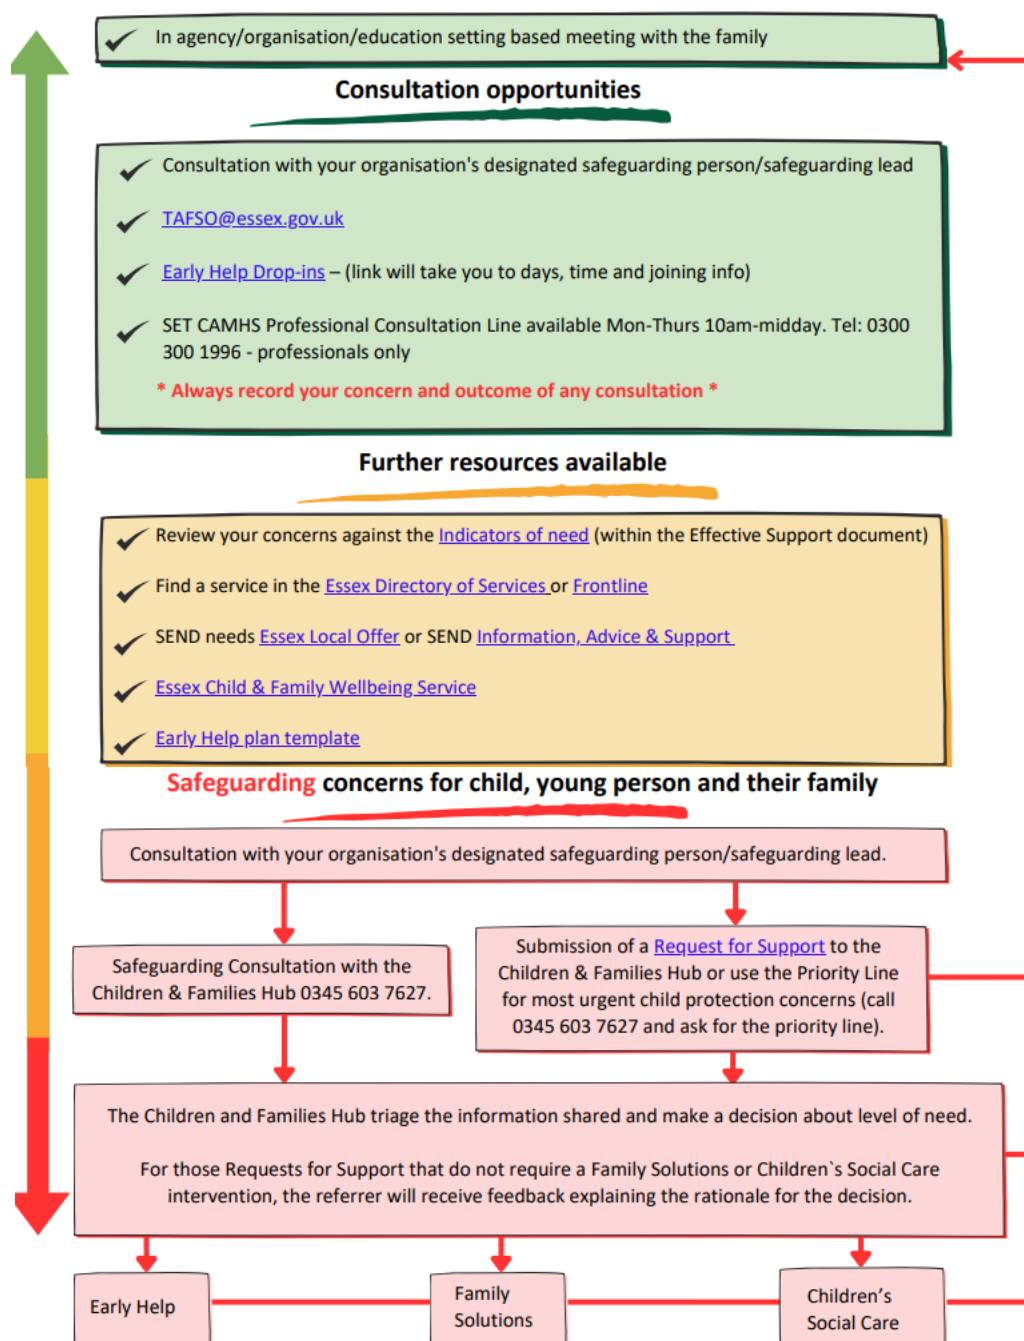 In agency/organisation/education setting based meeting with the family
Consultation opportunities
Consultation with your organisation's designated safeguarding person/safeguarding lead
TAFSO@essex.gov.uk
Early Help Drop-ins – (link will take you to days, time and joining info)
SET CAMHS Professional Consultation Line available Mon-Thurs 10am-midday. Tel: 0300
300 1996 - professionals only
* Always record your concern and outcome of any consultation *
Further resources available
Review your concerns against the Indicators of need (within the Effective Support document)
Find a service in the Essex Directory of Services or Frontline
SEND needs Essex Local Offer or SEND Information, Advice & Support
Essex Child & Family Wellbeing Service
Early Help plan template
Safeguarding concerns for child, young person and their family
Consultation with your organisation's designated safeguarding person/safeguarding lead.
Safeguarding Consultation with the
Children & Families Hub 0345 603 7627.
Submission of a Request for Support to the
Children & Families Hub or use the Priority Line
for most urgent child protection concerns (call
0345 603 7627 and ask for the priority line).
The Children and Families Hub triage the information shared and make a decision about level of need.
For those Requests for Support that do not require a Family Solutions or Children`s Social Care
intervention, the referrer will receive feedback explaining the rationale for the decision.
Early Help
Family
Solutions
Children's
Social Care